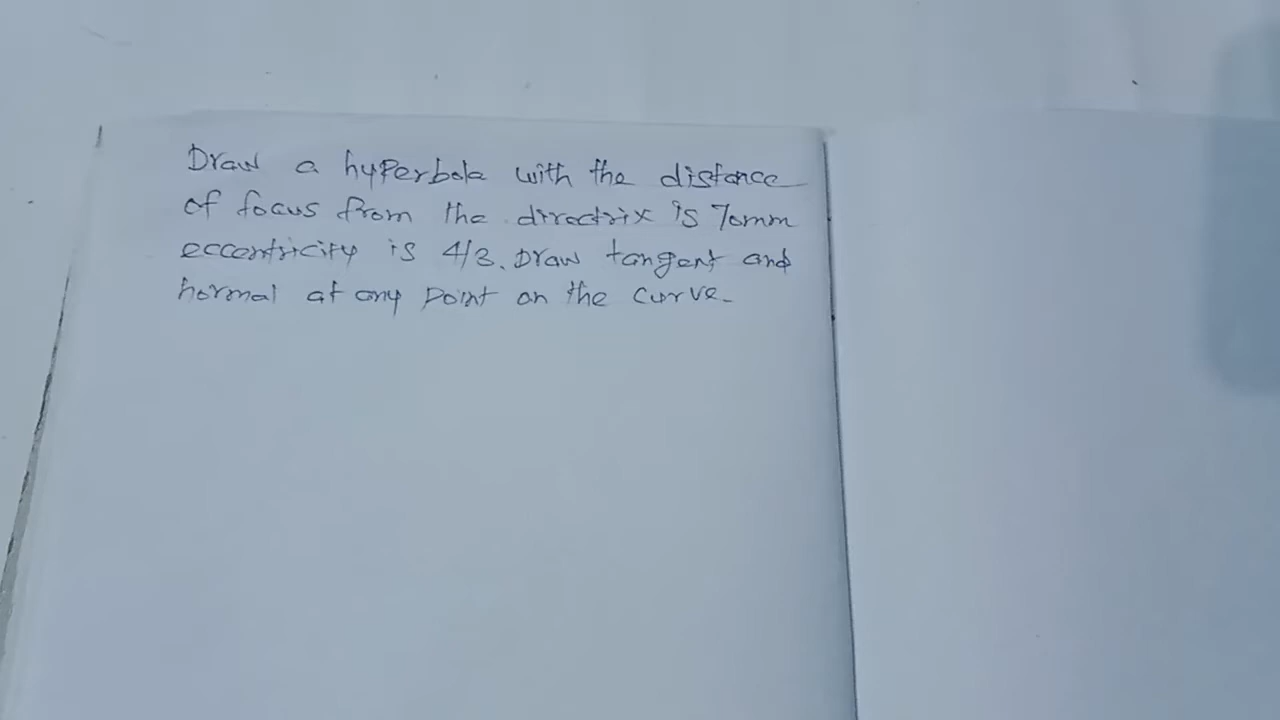 Draw a hyperbola with the distance
of focus from the directrix is 70mm
eccentricity is 4/3. Draw tangent and
normal at any point on the curve.